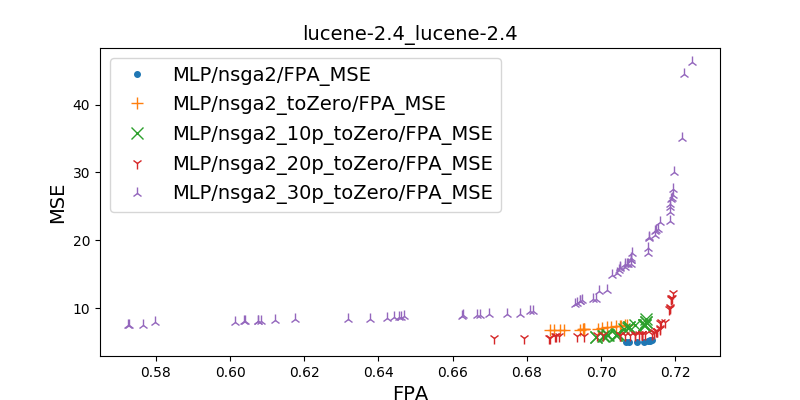 lucene-2.4_lucene-2.4
MLP/nsga2/FPA_MSE
MLP/nsga2_toZero/FPA_MSE
MLP/nsga2_10p_toZero/FPA_MSE
MLP/nsga2_20p_toZero/FPA_MSE
MLP/nsga2_30p_toZero/FPA_MSE
MSE
40
30
20
10
0.58 0.60 0.62 0.64 0.66 0.68 0.70 0.72
FPA